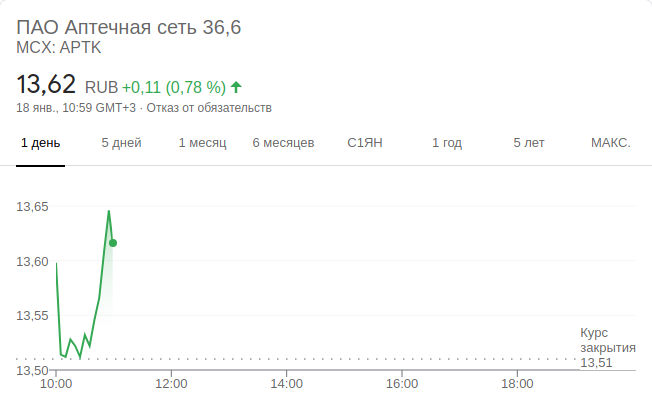 ПАО Аптечная сеть 36,6
MCX: APTK
13,62 RUB +0,11 (0,78 %)
18 янв., 10:59 GMT+3 · Отказ от обязательств
1 день 5 дней 1 месяц 6 месяцев С1ЯН 1 год 5 лет МАКС.
13,65
13,60
13,55
13,50
Курс
закрытия
13,51
10:00 12:00 14:00 16:00 18:00